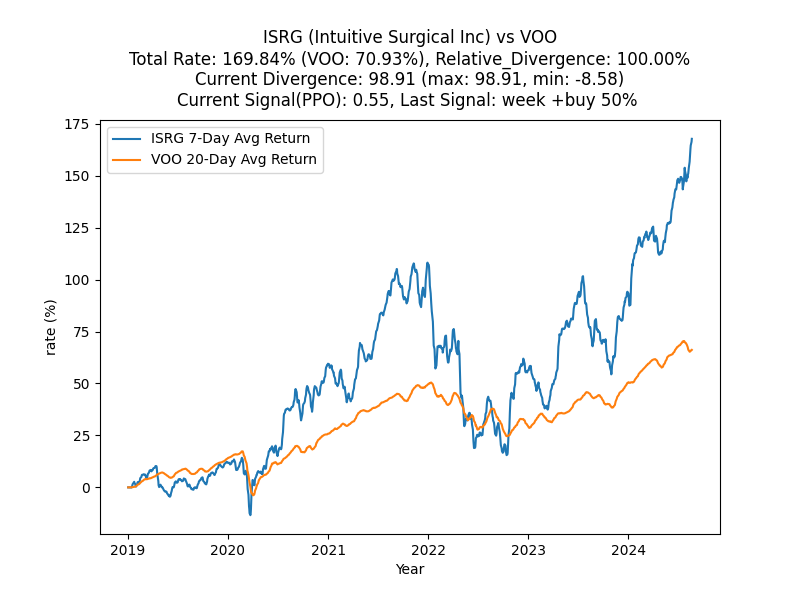 ISRG (Intuitive Surgical Inc) vs VOO
Total Rate: 169.84% (VOO: 70.93%), Relative_Divergence: 100.00%
Current Divergence: 98.91 (max: 98.91, min: -8.58)
Current Signal(PPO): 0.55, Last Signal: week +buy 50%
ISRG 7-Day Avg Return
VOO 20-Day Avg Return
175
150
125
100
75
50
25
0
rate (%)
2019 2020 2021 2022 2023 2024
Year